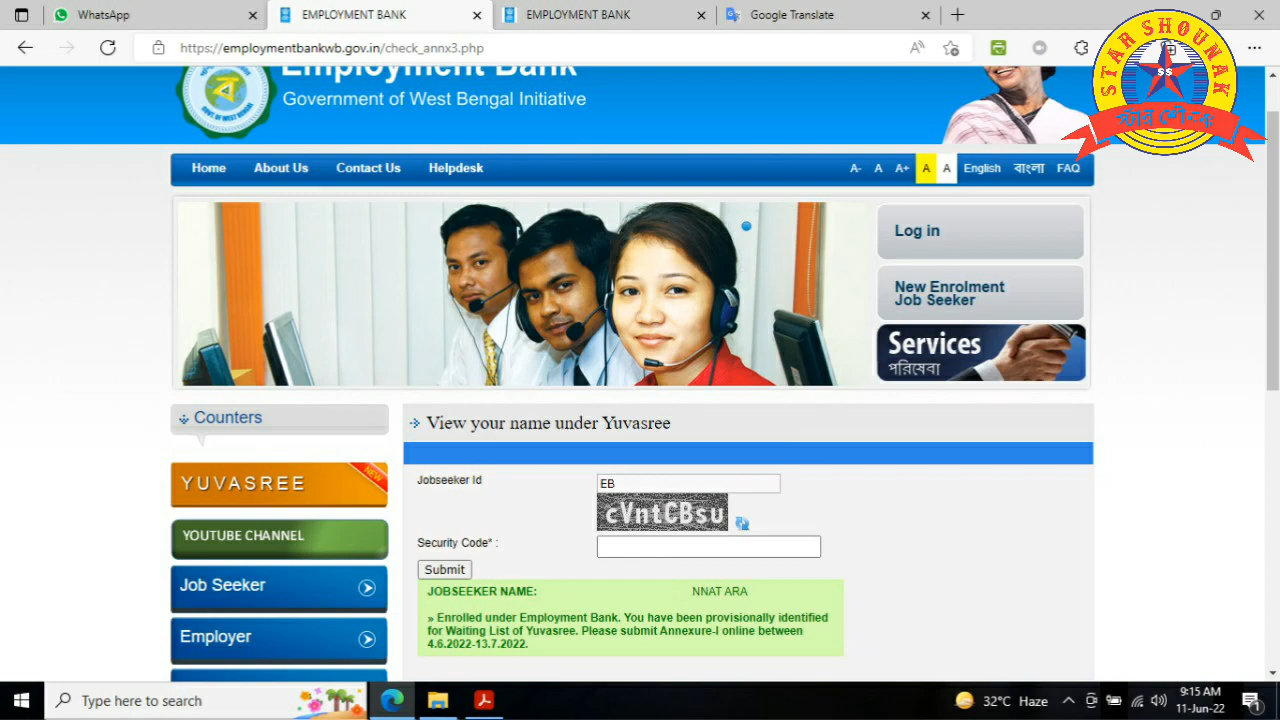 WhatsApp
EMPLOYMENT BANK
EMPLOYMENT BANK
Google Translate
https://employmentbankwb.gov.in/check_annx3.php
STAR SHOUNAK
SS
স্টার শৌনক
Employment Bank
Government of West Bengal Initiative
Home About Us Contact Us Helpdesk
A- A A+ A A English বাংলা FAQ
Log in
New Enrolment
Job Seeker
Services
পরিষেবা
Counters
View your name under Yuvasree
YUVASREE
NEW
Jobseeker Id
EB
cVntCBsu
YOUTUBE CHANNEL
Security Code* :
Submit
Job Seeker
JOBSEEKER NAME: NNAT ARA
» Enrolled under Employment Bank. You have been provisionally identified
for Waiting List of Yuvasree. Please submit Annexure-I online between
4.6.2022-13.7.2022.
Employer
Type here to search
32°C Haze
9:15 AM
11-Jun-22
1